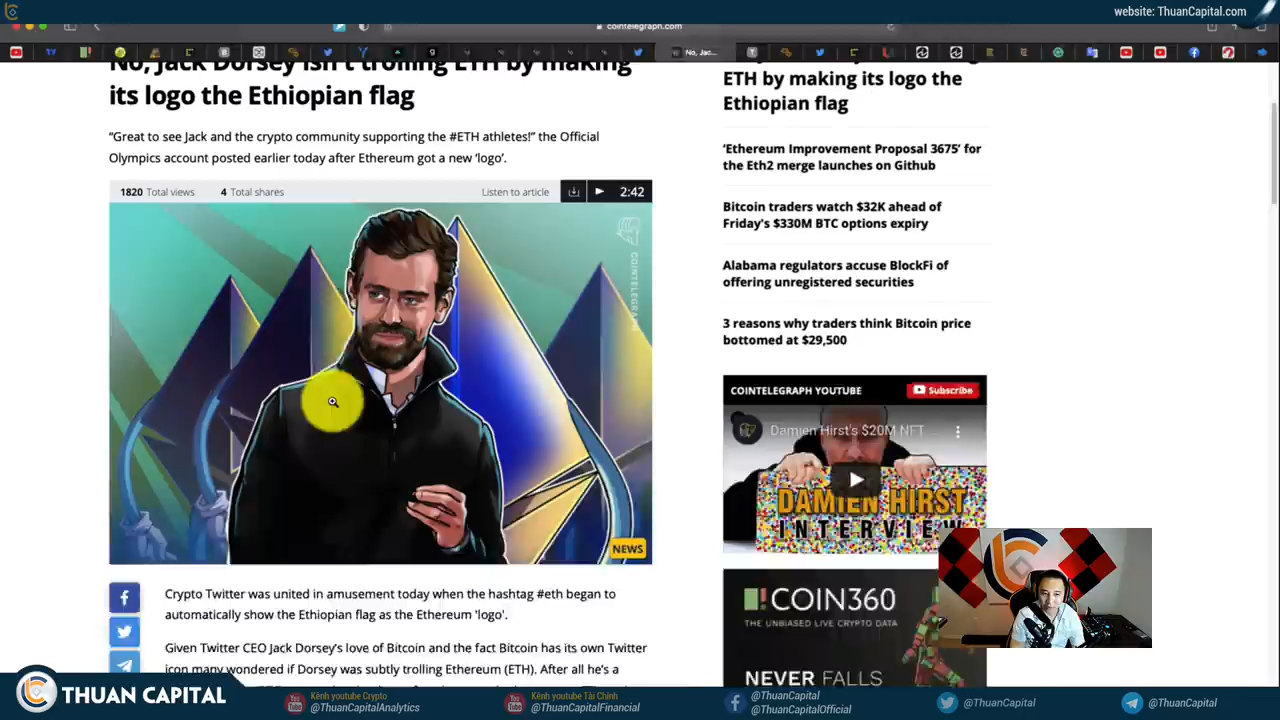 website: ThuanCapital.com
cointelegraph.com
No, Jac...
No, Jack Dorsey isn't trolling ETH by making
its logo the Ethiopian flag
"Great to see Jack and the crypto community supporting the #ETH athletes!" the Official
Olympics account posted earlier today after Ethereum got a new 'logo'.
1820 Total views
4 Total shares
Listen to article
2:42
COINTELEGRAPH
NEWS
Crypto Twitter was united in amusement today when the hashtag #eth began to
automatically show the Ethiopian flag as the Ethereum 'logo'.
Given Twitter CEO Jack Dorsey's love of Bitcoin and the fact Bitcoin has its own Twitter
icon many wondered if Dorsey was subtly trolling Ethereum (ETH). After all he's a
ETH by making its logo the
Ethiopian flag
'Ethereum Improvement Proposal 3675' for
the Eth2 merge launches on Github
Bitcoin traders watch $32K ahead of
Friday's $330M BTC options expiry
Alabama regulators accuse BlockFi of
offering unregistered securities
3 reasons why traders think Bitcoin price
bottomed at $29,500
COINTELEGRAPH YOUTUBE
Subscribe
Damien Hirst's $20M NFT ...
DAMIEN HIRST
INTERVIEW
COIN360
THE UNBIASED LIVE CRYPTO DATA
NEVER FALLS
THUAN CAPITAL
Kênh youtube Crypto
@ThuanCapitalAnalytics
Kênh youtube Tài Chính
@ThuanCapitalFinancial
@ThuanCapital
@ThuanCapitalOfficial
@ThuanCapital
@ThuanCapital